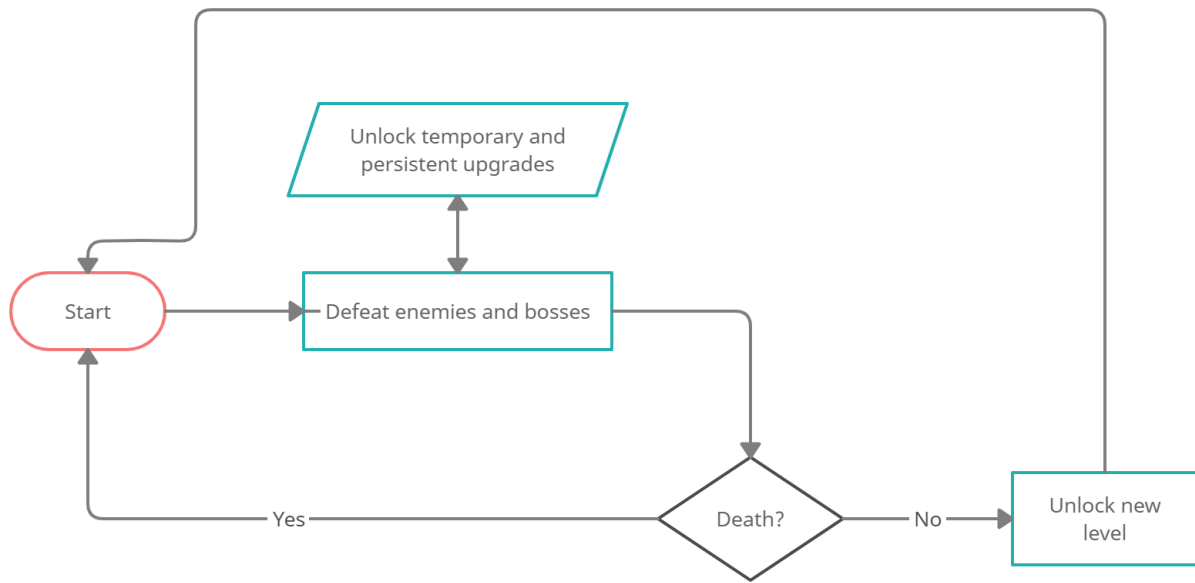 Unlock temporary and
persistent upgrades
Start
Defeat enemies and bosses
Yes
Death?
No
Unlock new
level